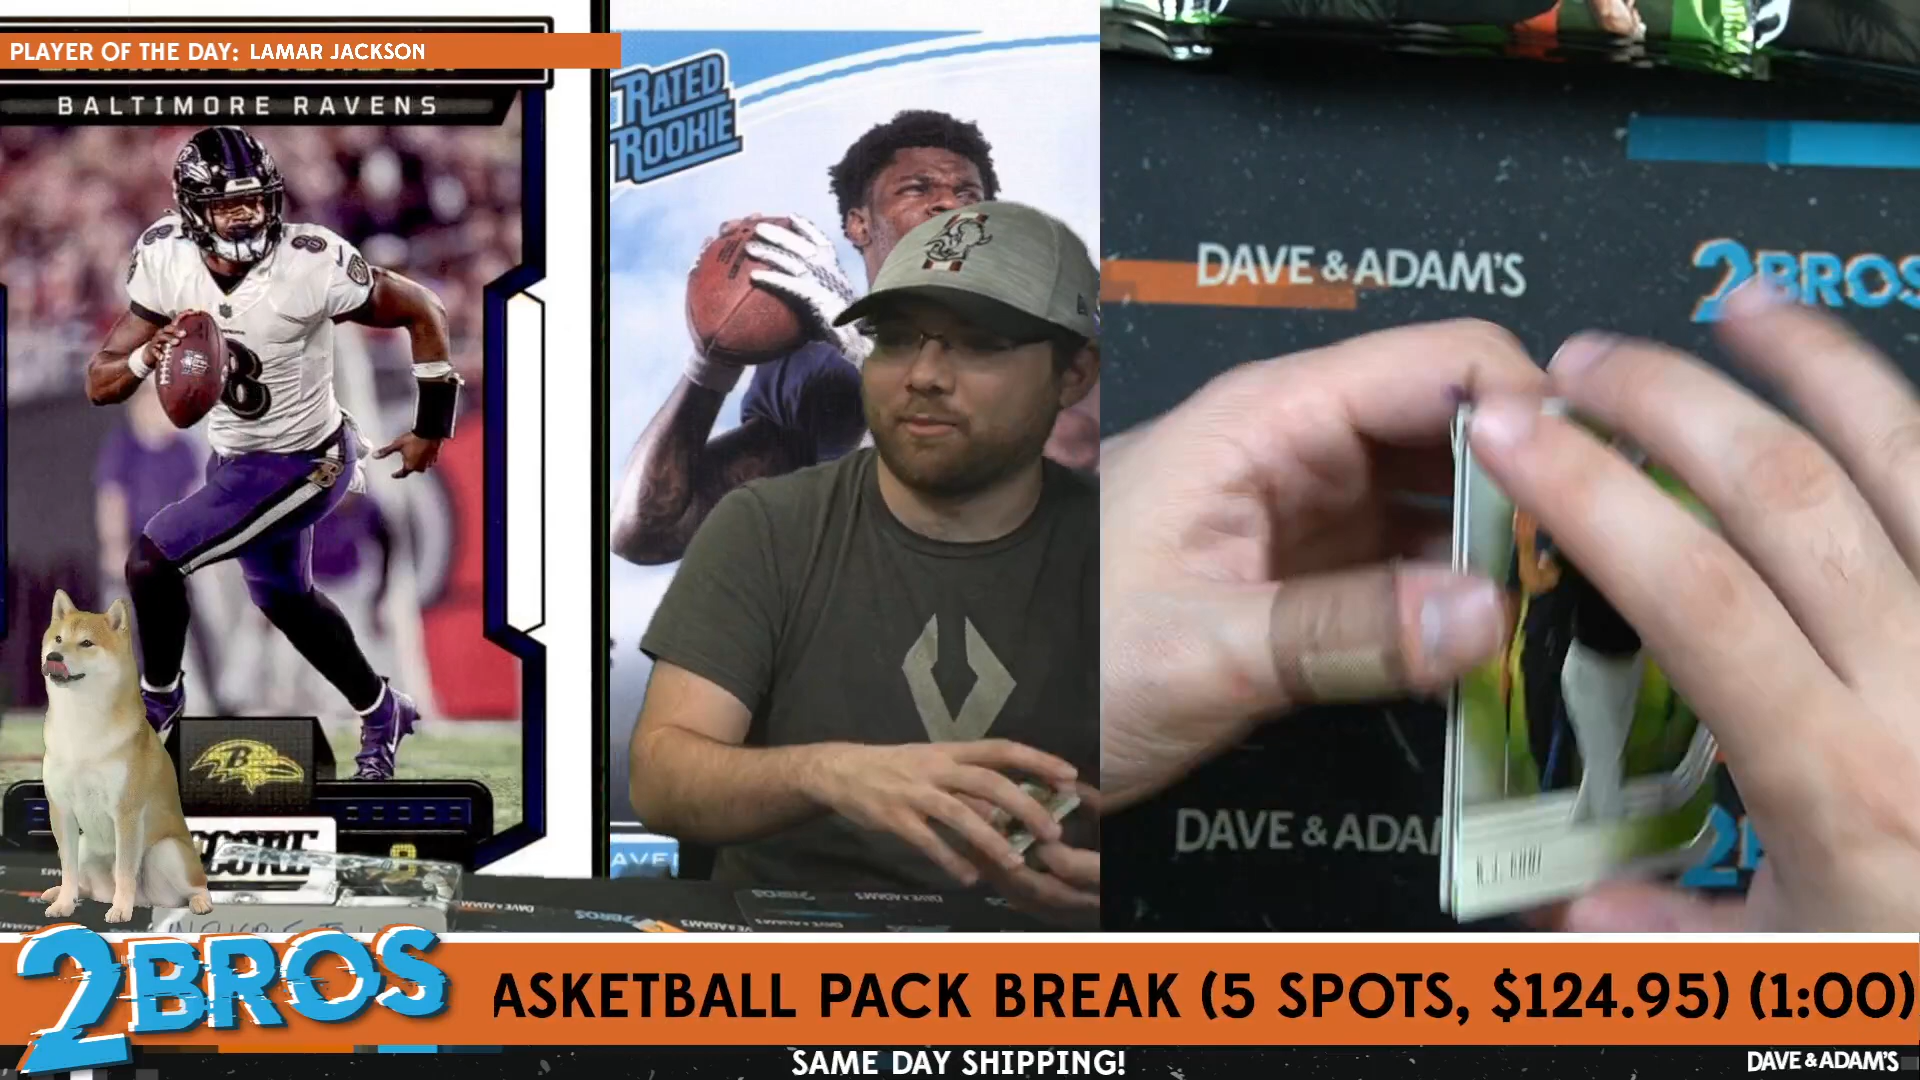 PLAYER OF THE DAY: LAMAR JACKSON
BALTIMORE RAVENS
8
RATED
ROOKIE
B
DAVE & ADAM'S
2BROS
DAVE & ADA
2BROS
ASKETBALL PACK BREAK (5 SPOTS, $124.95) (1:00)
SAME DAY SHIPPING!
DAVE & ADAM'S